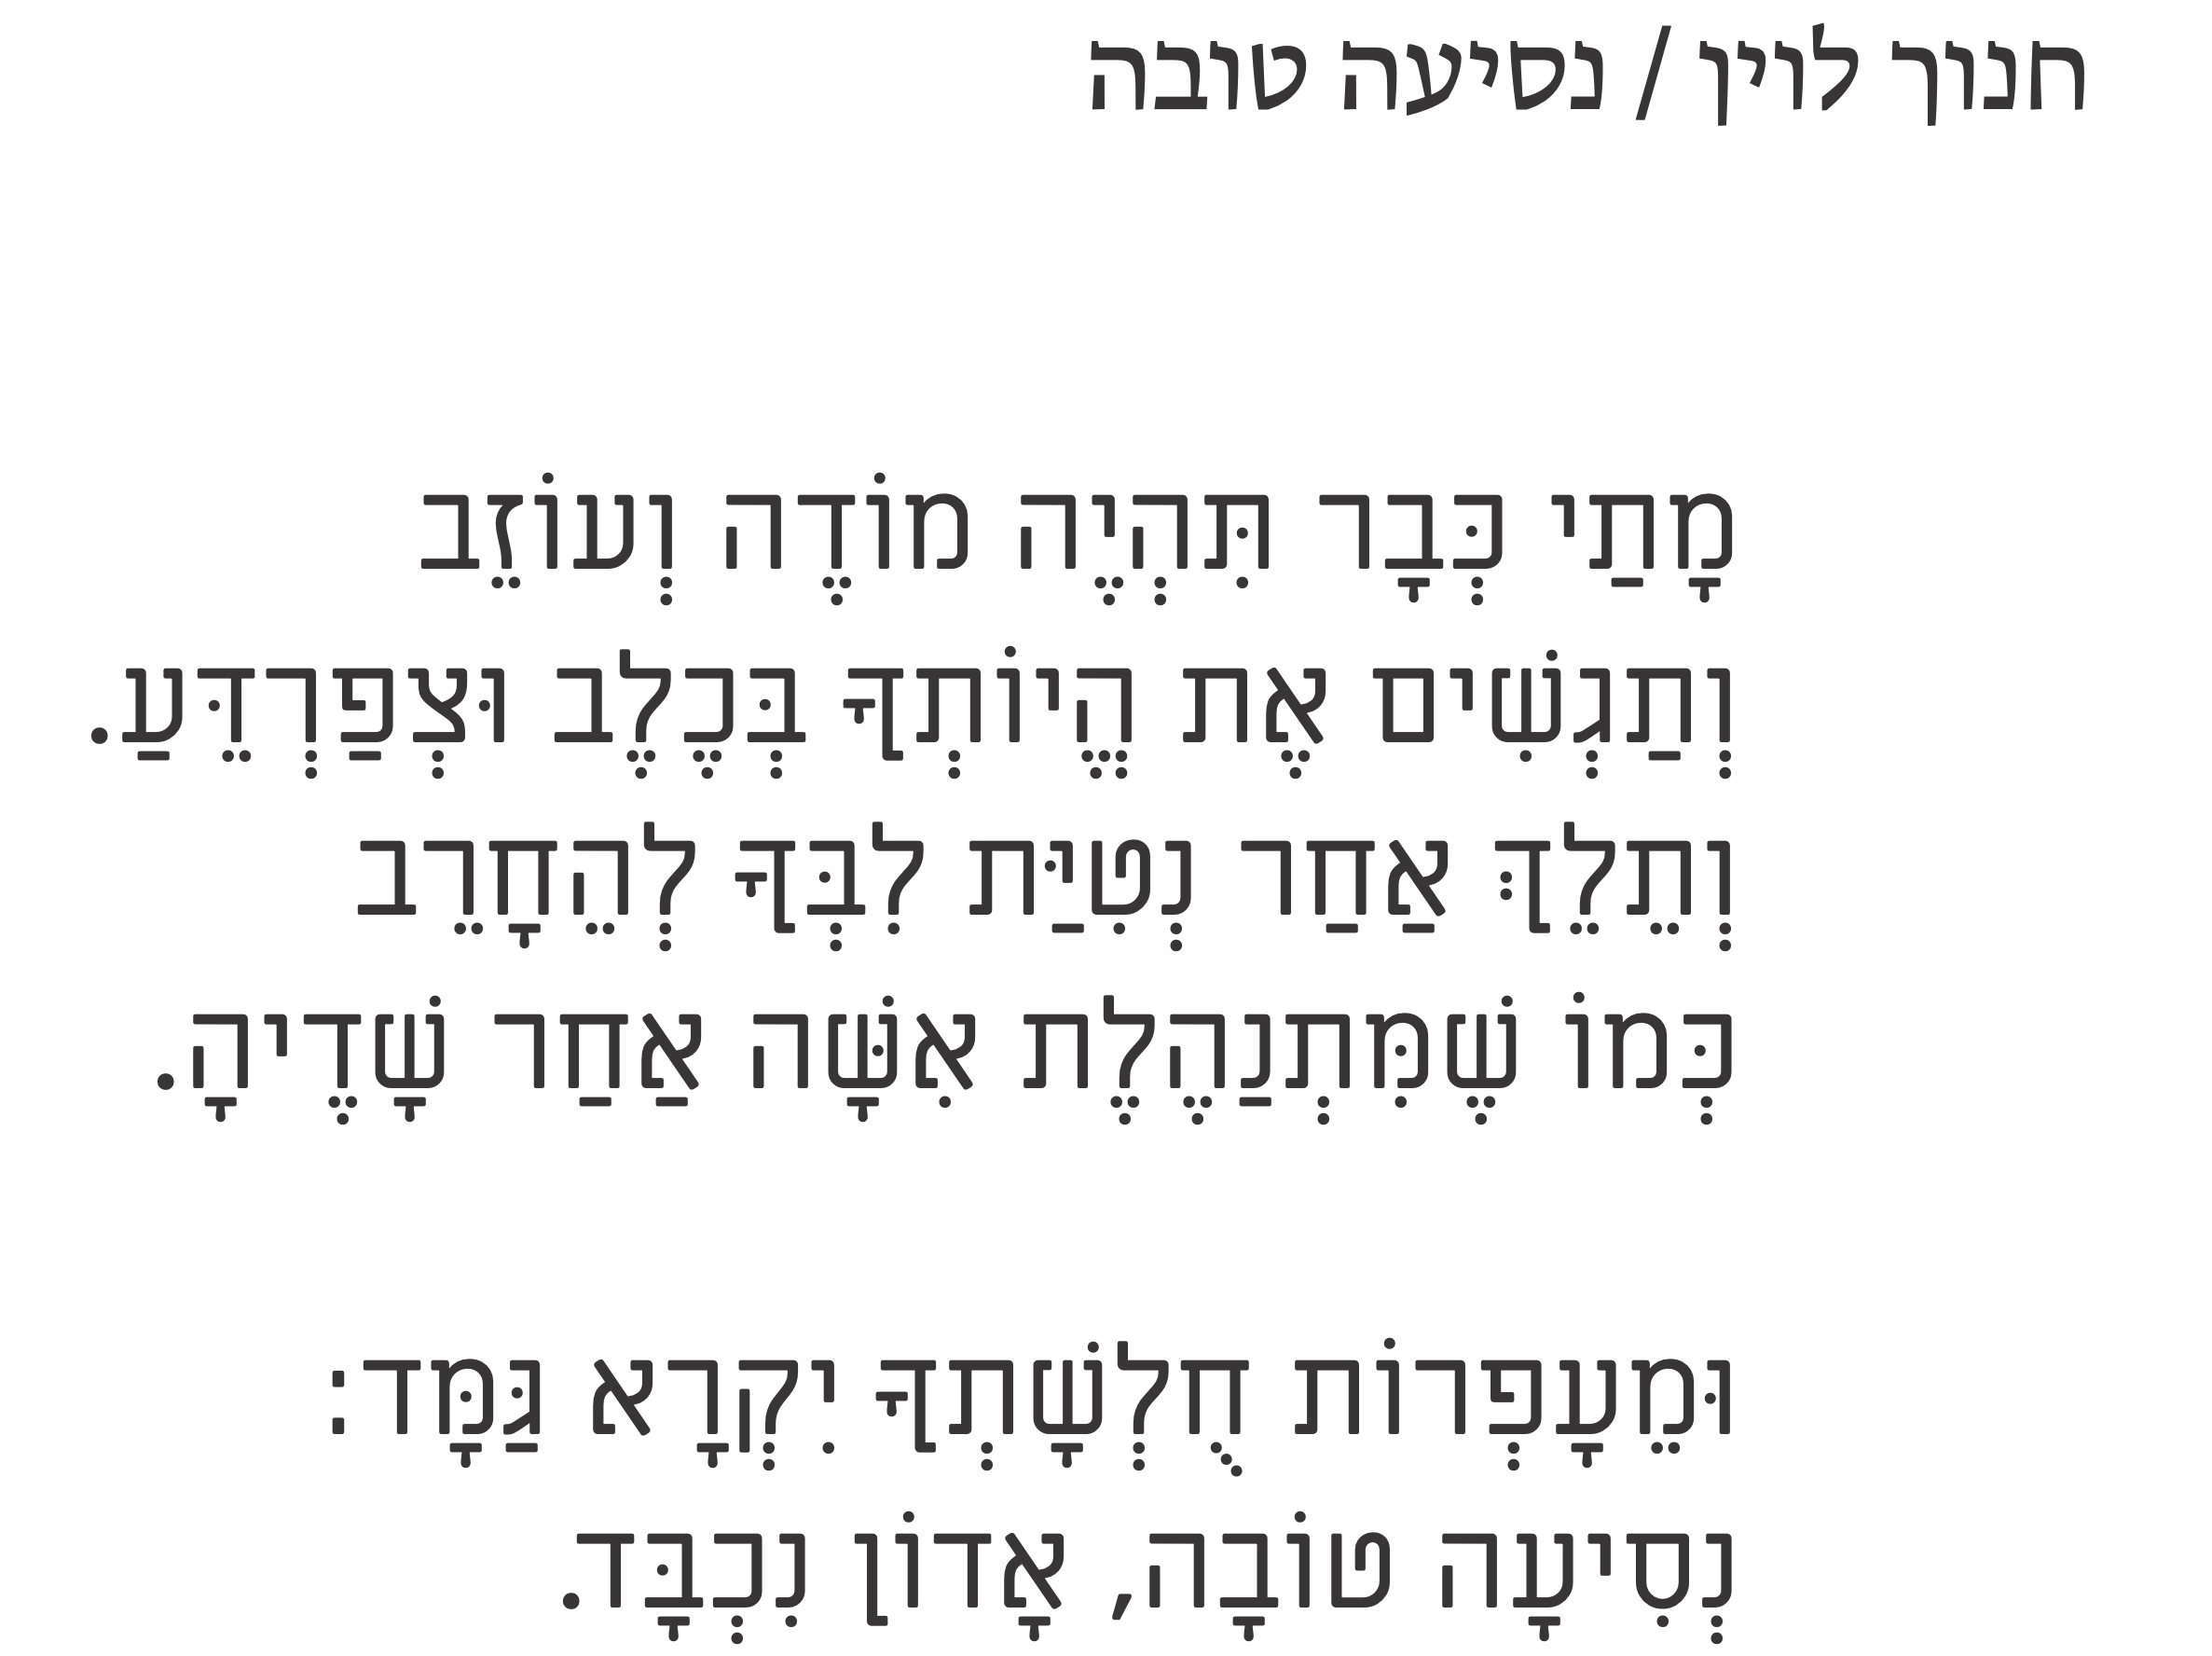 חנוך לוין / נסיעה טובה
מָתַי כְּבָר תִּהְיֶה מוֹדֶה וְעוֹזֵב
וְתַגְשִׁים אֶת הֱיוֹתְךָ בְּכֶלֶב וּצְפַרְדֵּעַ.
וְתֵלֵךְ אַחַר נְטִיַּת לִבְּךָ לְהֵחָרֵב
כְּמוֹ שֶׁמִּתְנַהֶלֶת אִשָּׁה אַחַר שָׁדֶיהָ.
וּמֵעָפְרוֹת חֻלְשָׁתְךָ יִקְרָא גַּמָּד:
נְסִיעָה טוֹבָה, אָדוֹן נִכְבָּד.